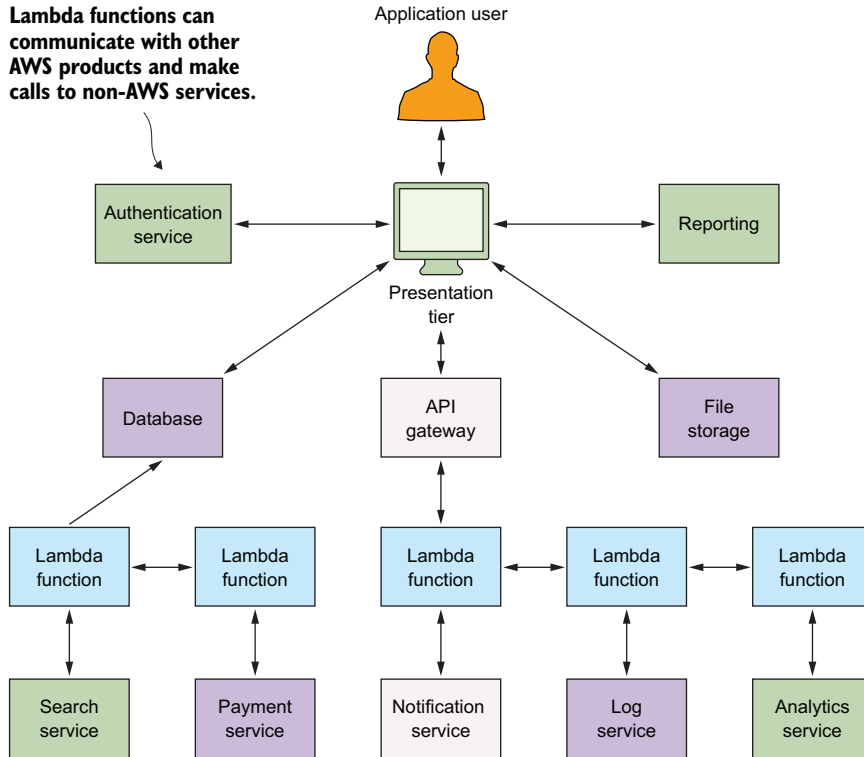 Lambda functions can
communicate with other
AWS products and make
calls to non-AWS services.
Application user
Authentication
service
Reporting
Presentation
tier
Database
API
gateway
File
storage
Lambda
function
Lambda
function
Lambda
function
Lambda
function
Lambda
function
Search
service
Payment
service
Notification
service
Log
service
Analytics
service